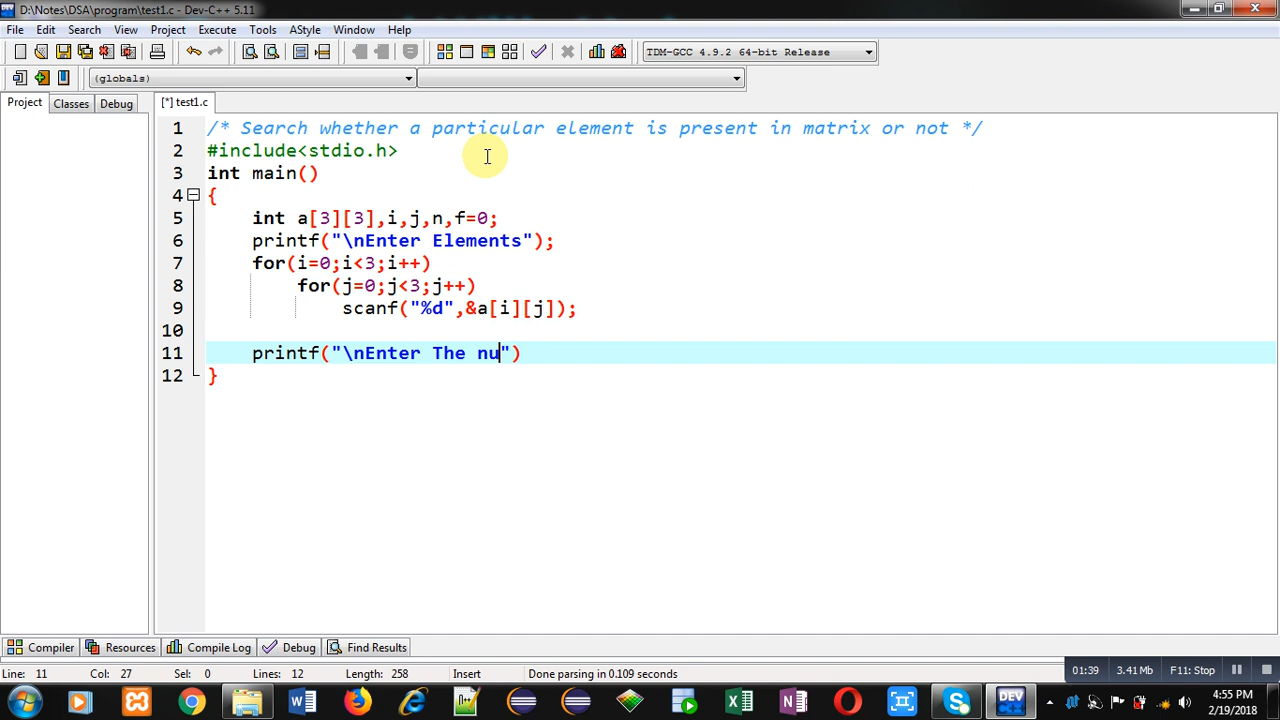 D:\Notes\DSA\program\test1.c - Dev-C++ 5.11
File Edit Search View Project Execute Tools AStyle Window Help
TDM-GCC 4.9.2 64-bit Release
(globals)
Project Classes Debug [*] test1.c
1 /* Search whether a particular element is present in matrix or not */
2 #include<stdio.h>
3 int main()
4 {
5 int a[3][3],i,j,n,f=0;
6 printf("\nEnter Elements");
7 for(i=0;i<3;i++)
8 for(j=0;j<3;j++)
9 scanf("%d",&a[i][j]);
10
11 printf("\nEnter The nu")
12 }
Compiler Resources Compile Log Debug Find Results
Line: 11 Col: 27 Sel: 0 Lines: 12 Length: 258 Insert Done parsing in 0.109 seconds
01:39 3.41 Mb F11: Stop
DEV C++
4:55 PM
2/19/2018